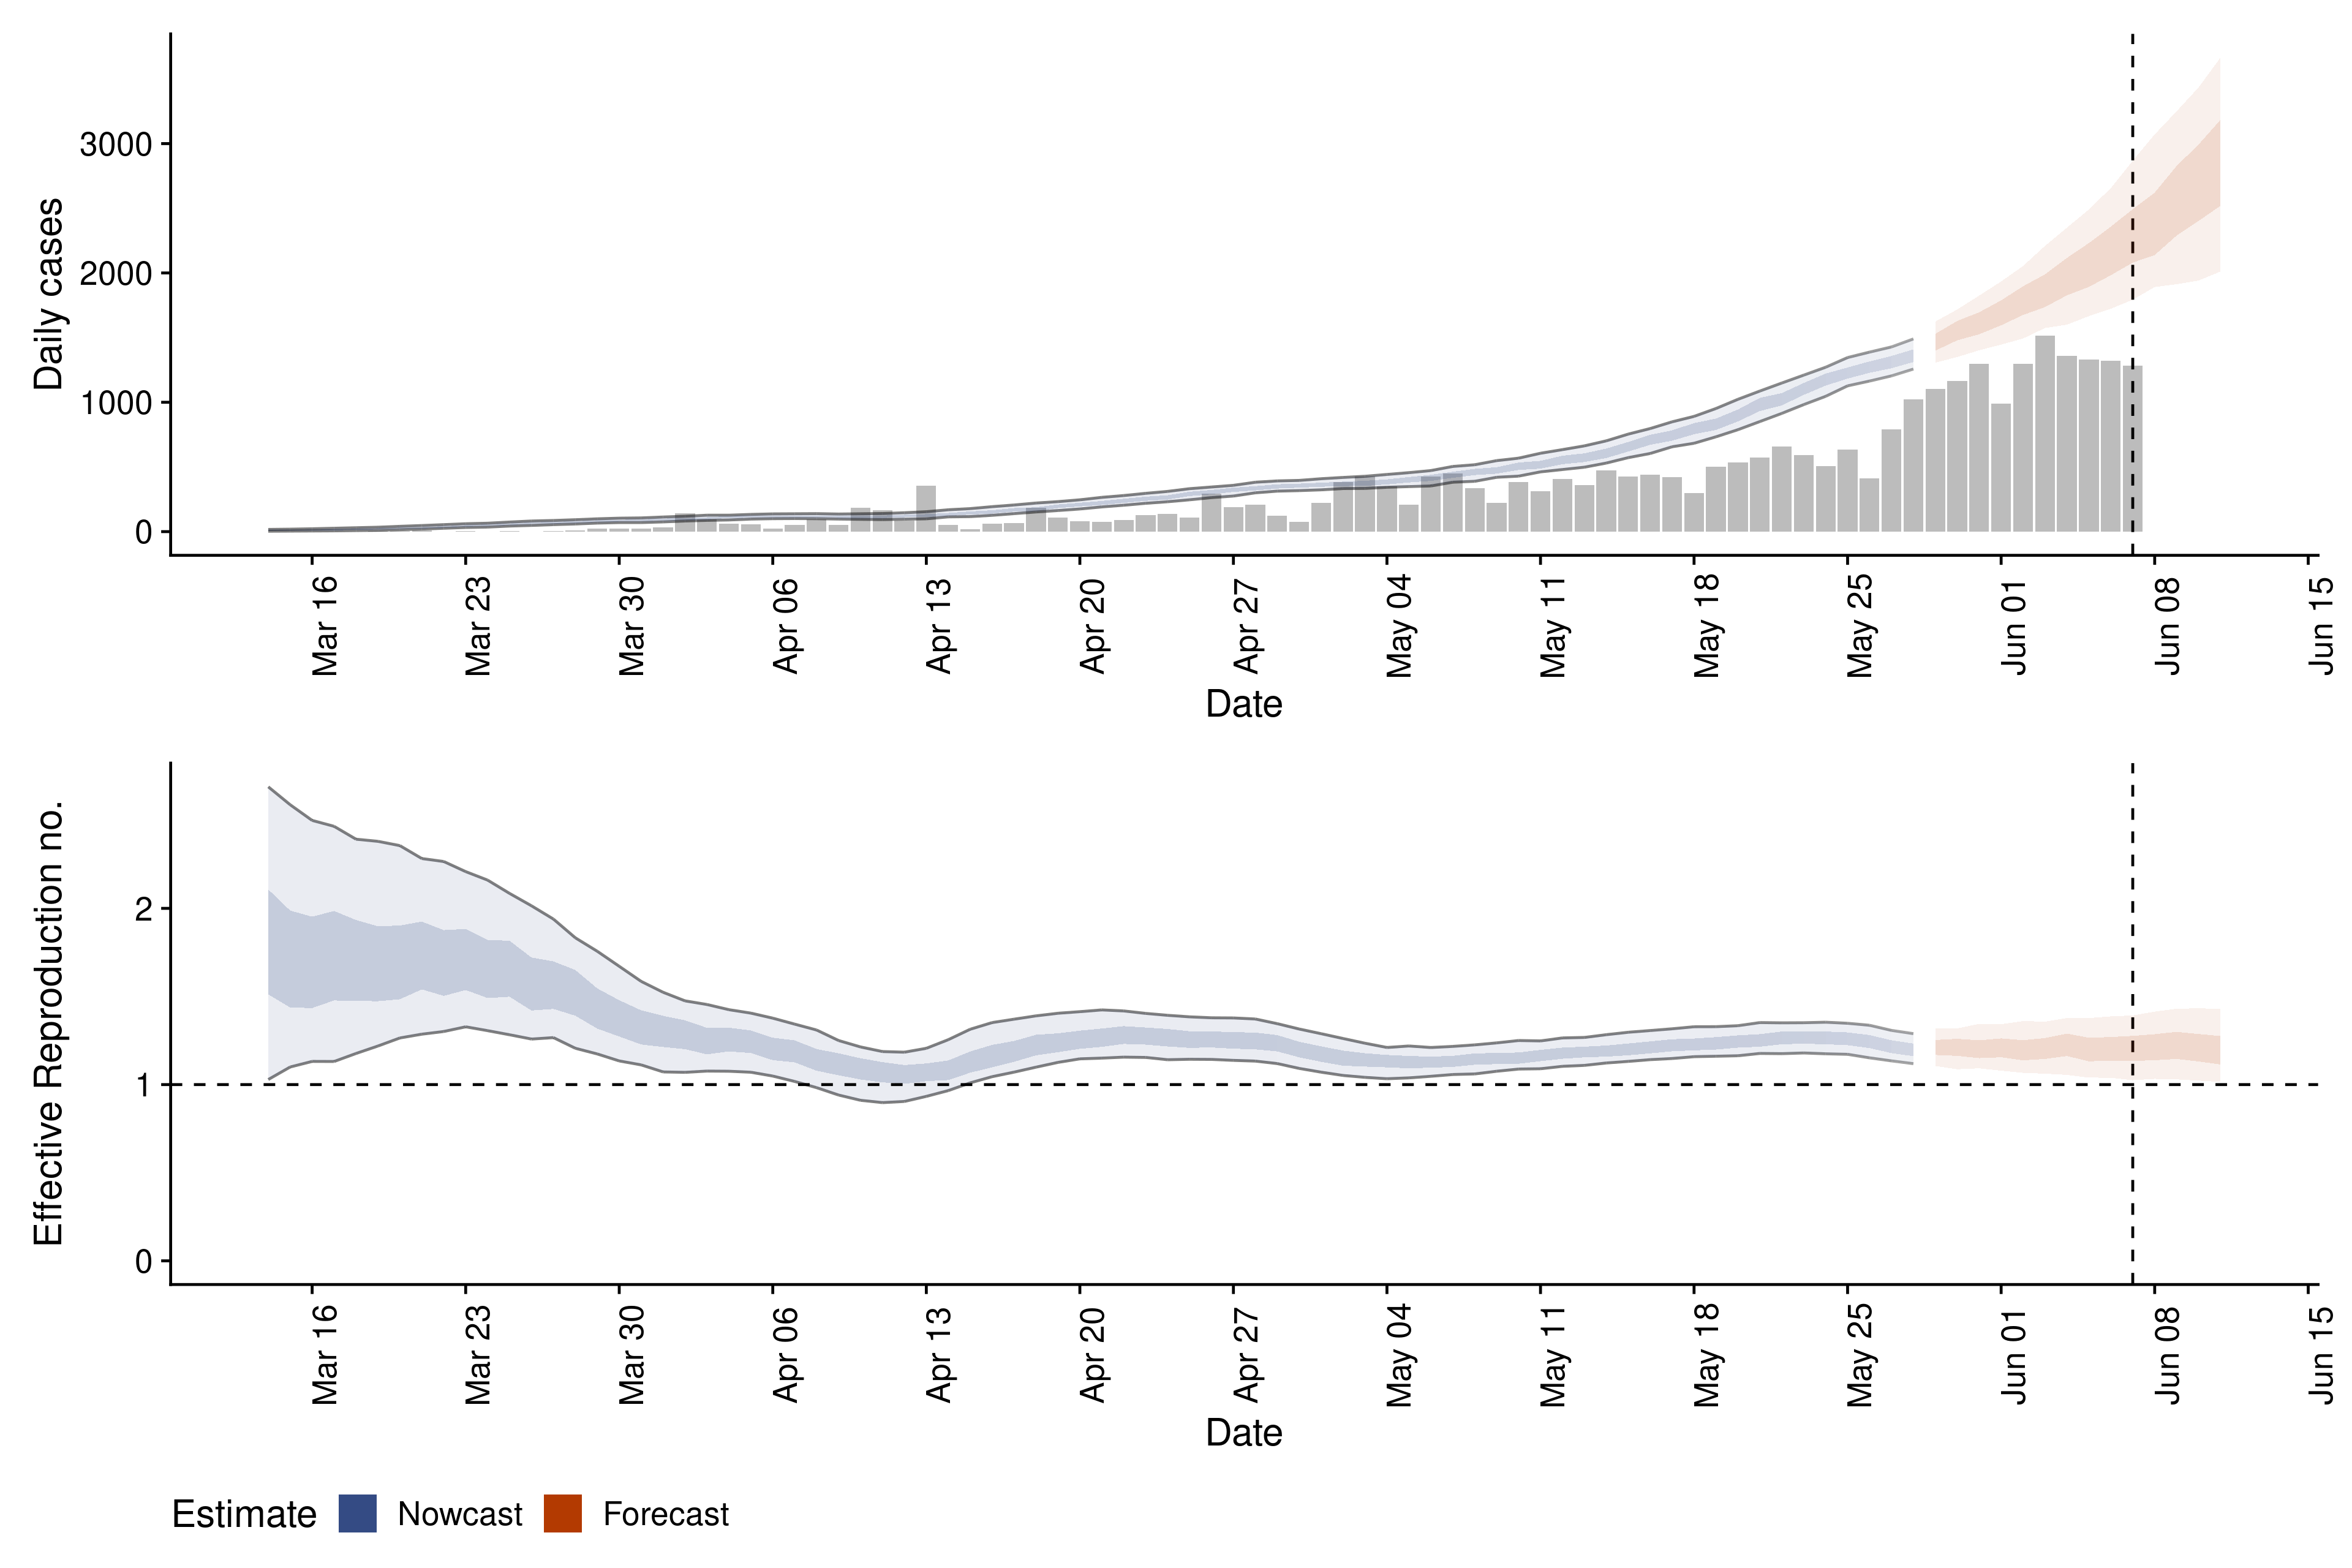 Daily cases
3000
2000
1000
0
Mar 16
Mar 23
Mar 30
Apr 06
Apr 13
Apr 20
Apr 27
May 04
May 11
May 18
May 25
Jun 01
Jun 08
Jun 15
Date
Effective Reproduction no.
2
1
0
Mar 16
Mar 23
Mar 30
Apr 06
Apr 13
Apr 20
Apr 27
May 04
May 11
May 18
May 25
Jun 01
Jun 08
Jun 15
Date
Estimate Nowcast Forecast